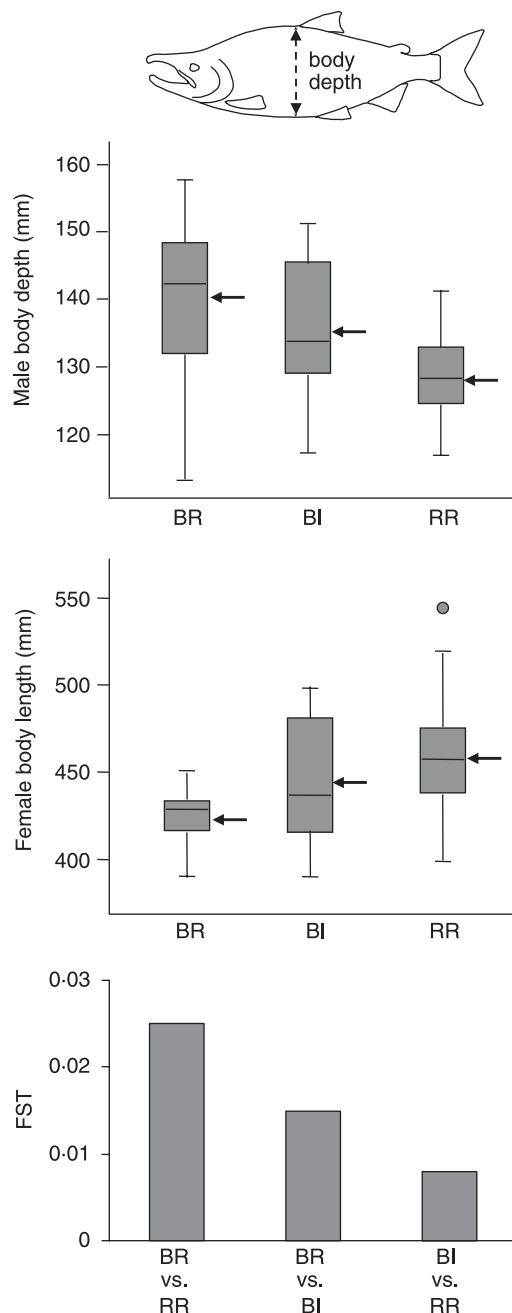 body
depth
Male body depth (mm)
160
150
140
130
120
BR BI RR
Female body length (mm)
550
500
450
400
BR BI RR
FST
0·03
0·02
0·01
0
BR BR BI
vs. vs. vs.
RR BI RR